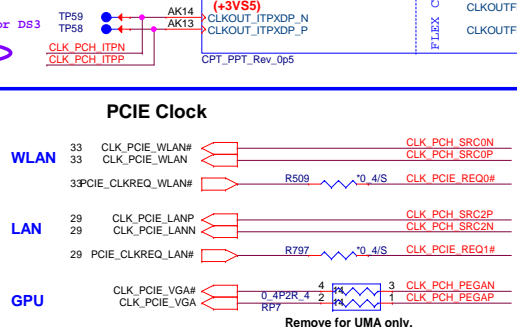 or DS3
TP59
TP58
AK14
AK13
(+3VS5)
CLKOUT_ITPXDP_N
CLKOUT_ITPXDP_P
FLEX C
CLKOUTF
CLKOUTF
CLK_PCH_ITPN
CLK_PCH_ITPP
CPT_PPT_Rev_0p5
PCIE Clock
WLAN
33 CLK_PCIE_WLAN# CLK_PCH_SRC0N
33 CLK_PCIE_WLAN CLK_PCH_SRC0P
33 PCIE_CLKREQ_WLAN# R509 *0_4/S CLK_PCIE_REQ0#
LAN
29 CLK_PCIE_LANP CLK_PCH_SRC2P
29 CLK_PCIE_LANN CLK_PCH_SRC2N
29 PCIE_CLKREQ_LAN# R797 *0_4/S CLK_PCIE_REQ1#
GPU
CLK_PCIE_VGA# 4 3 CLK_PCH_PEGAN
CLK_PCIE_VGA 0_4P2R_4 2 1 CLK_PCH_PEGAP
RP7
Remove for UMA only.